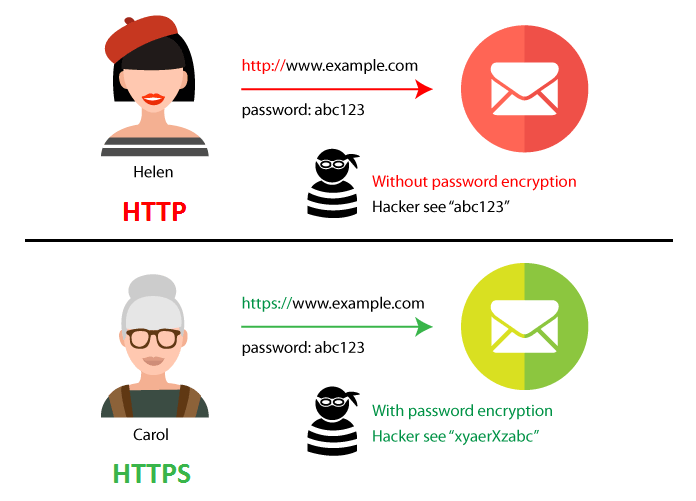 http://www.example.com
password: abc123
Helen
HTTP
Without password encryption
Hacker see “abc123”
https://www.example.com
password: abc123
Carol
HTTPS
With password encryption
Hacker see “xyaerXzabc”